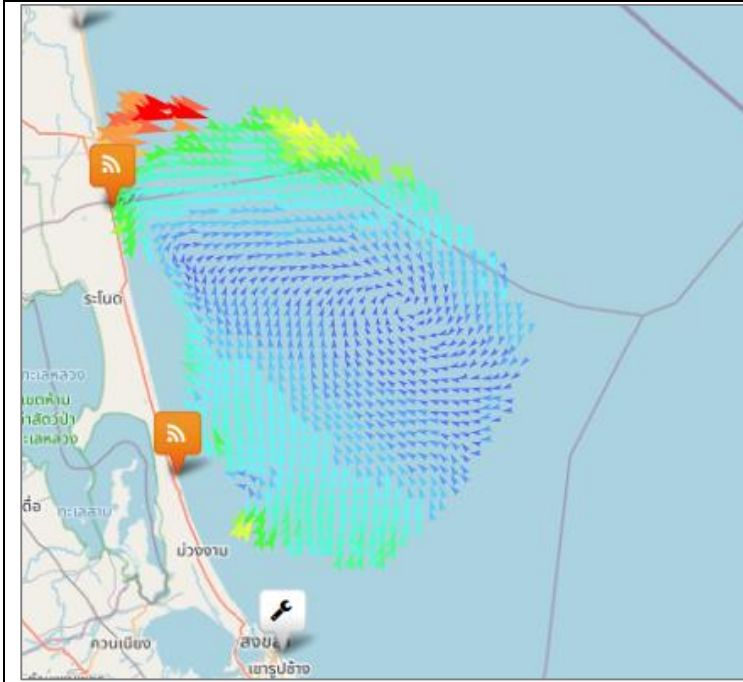 ระโนด
ทะเลหลวง
เขตห้าม
ล่าสัตว์ป่า
ทะเลหลวง
ทะเลสาบ
ม่วงงาม
ควนเนียง
สงขล
เขารูปช้าง